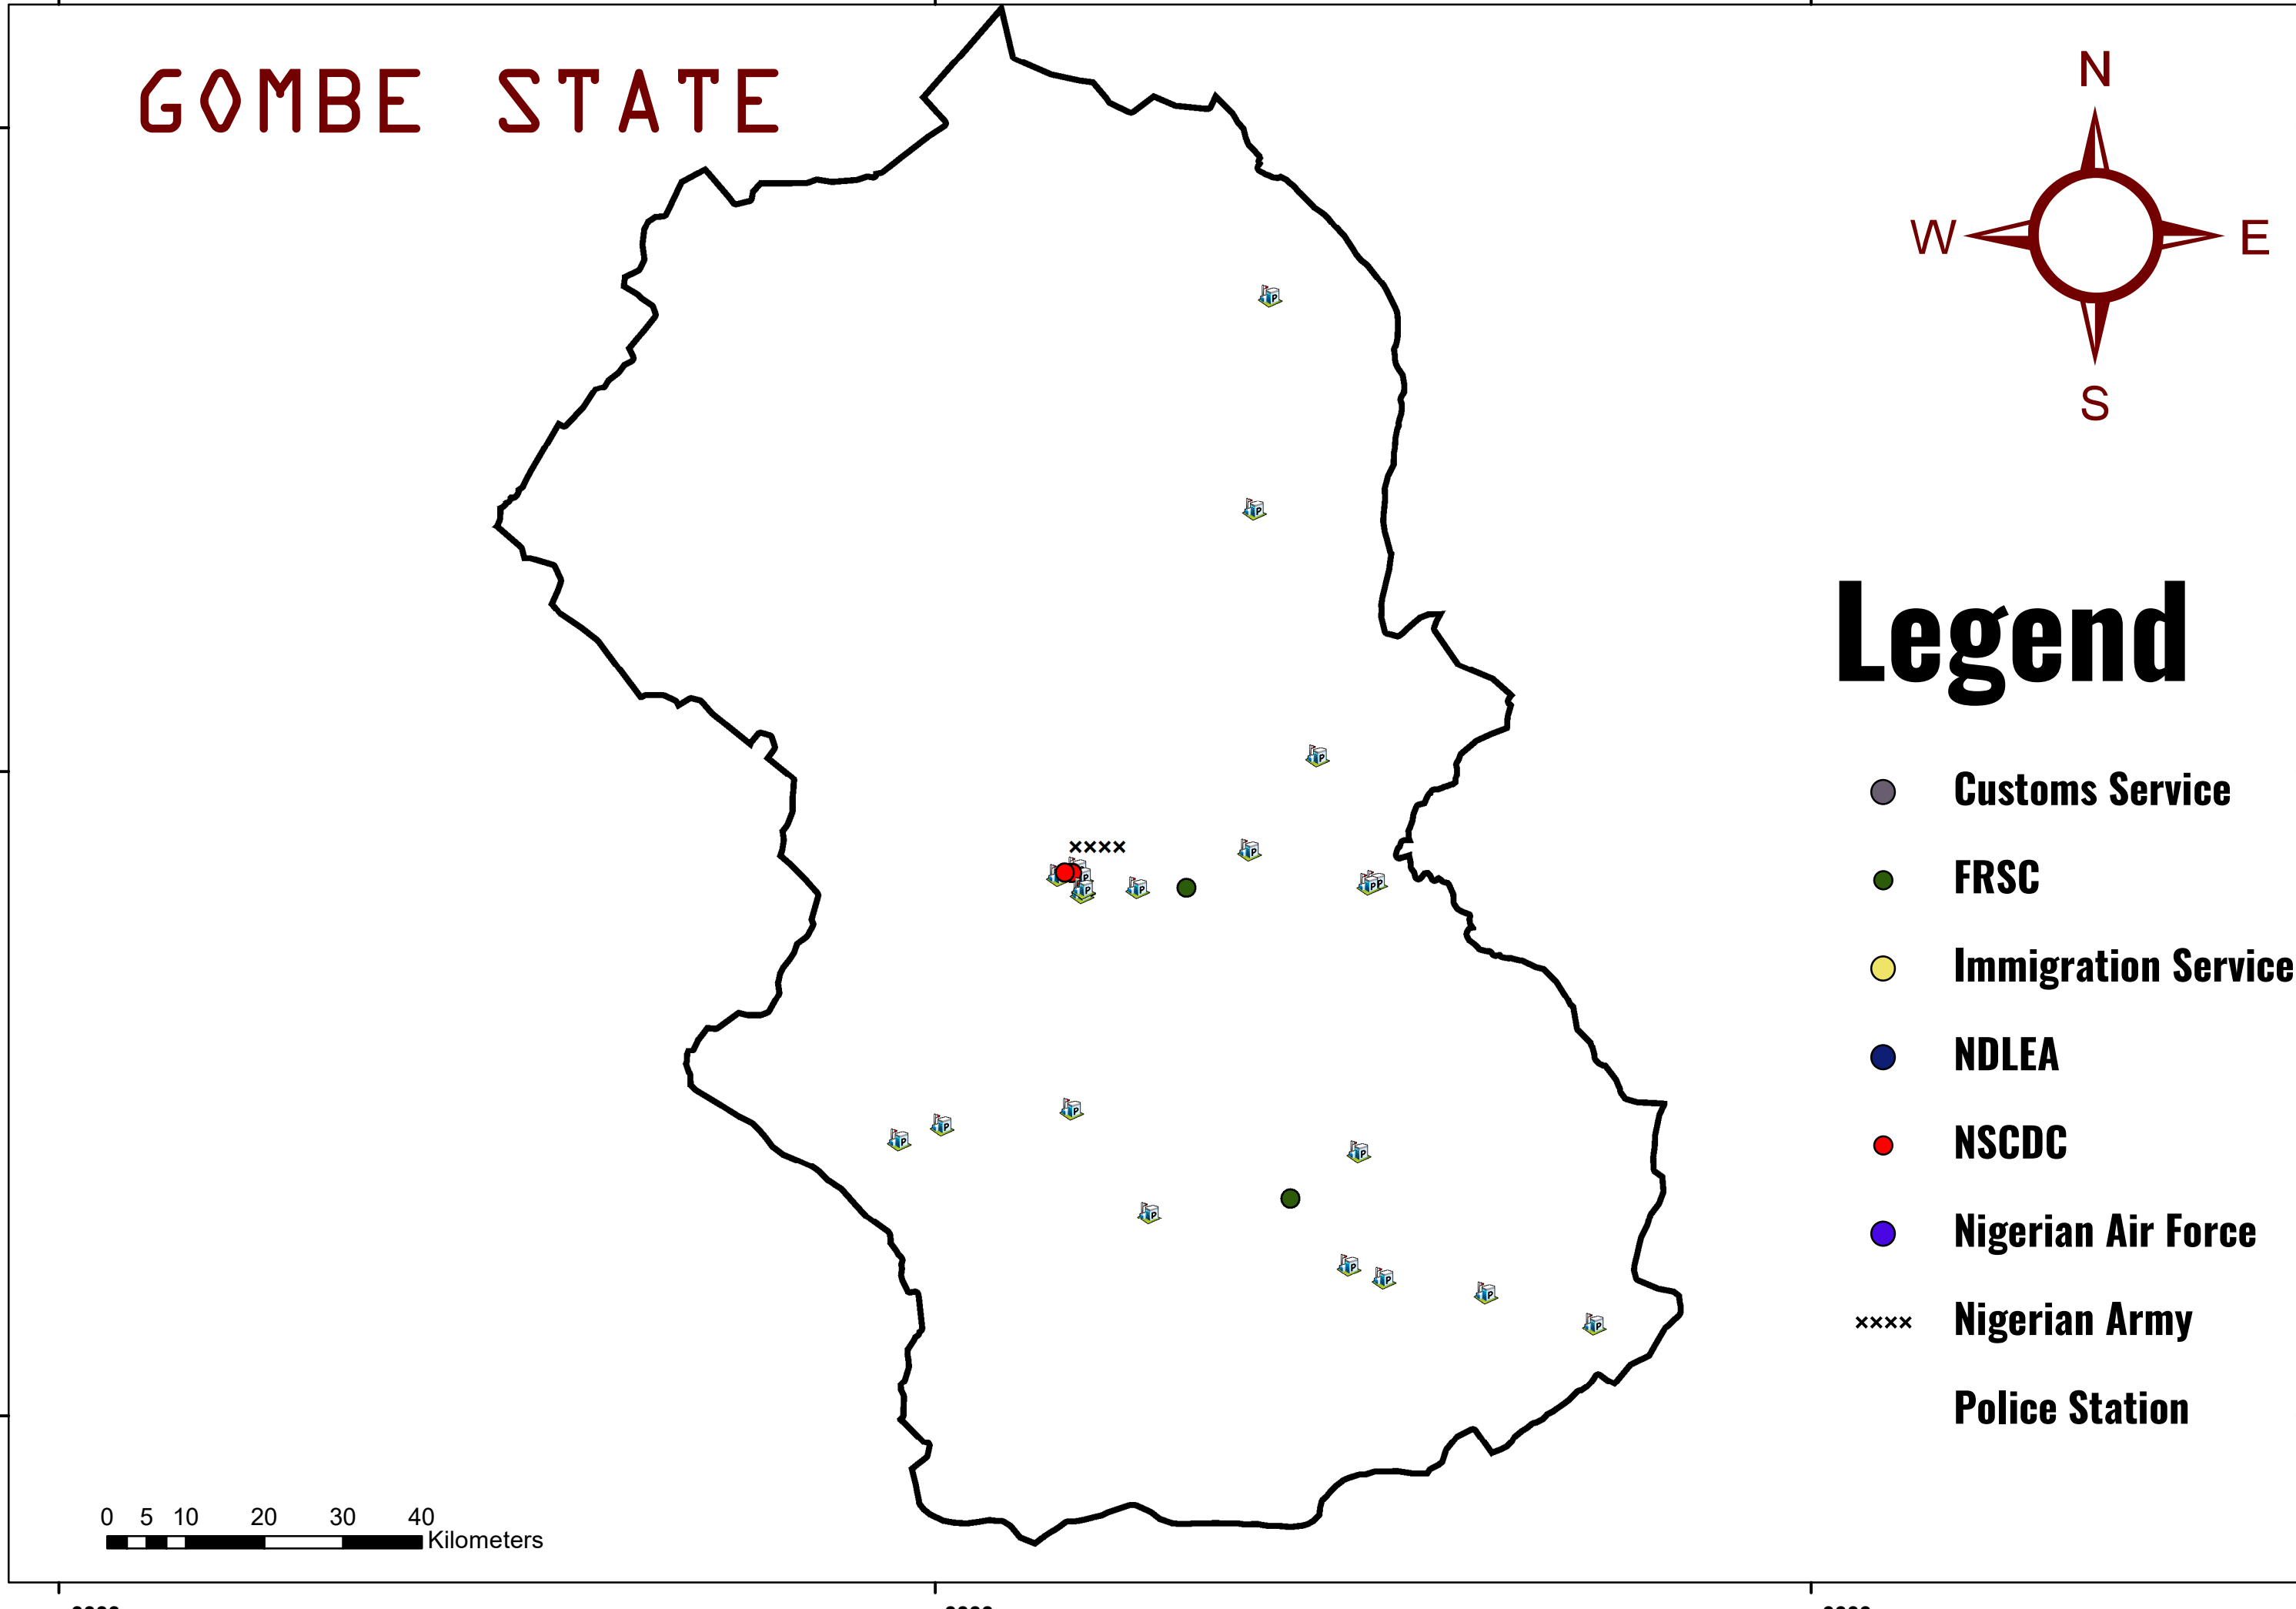 GOMBE STATE
N
W
E
S
Legend
Customs Service
FRSC
Immigration Service
NDLEA
NSCDC
Nigerian Air Force
×××× Nigerian Army
Police Station
0 5 10 20 30 40
Kilometers